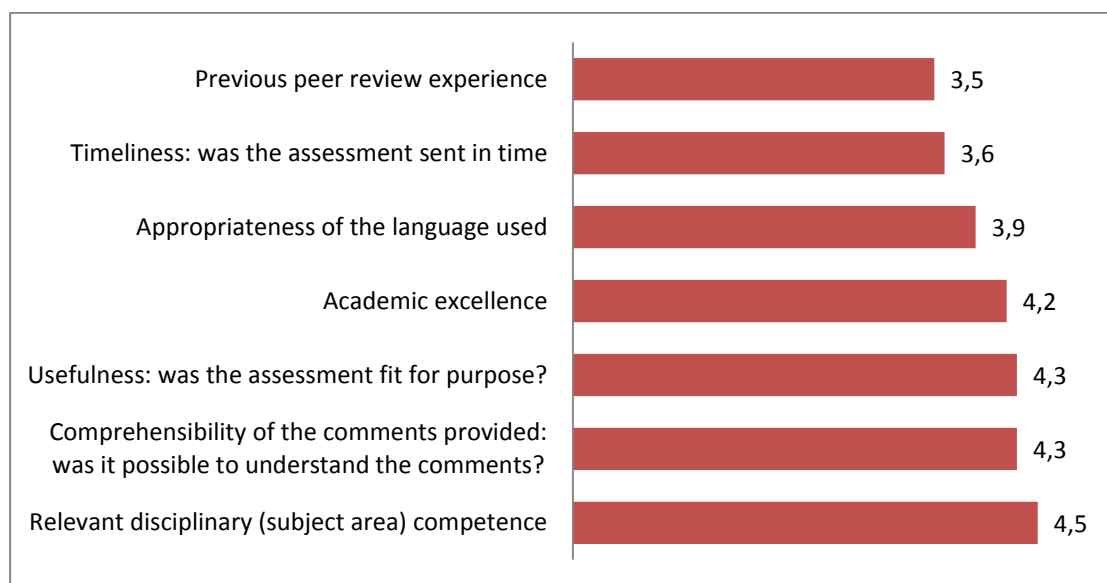 Previous peer review experience
3,5
Timeliness: was the assessment sent in time
3,6
Appropriateness of the language used
3,9
Academic excellence
4,2
Usefulness: was the assessment fit for purpose?
4,3
Comprehensibility of the comments provided:
was it possible to understand the comments?
4,3
Relevant disciplinary (subject area) competence
4,5